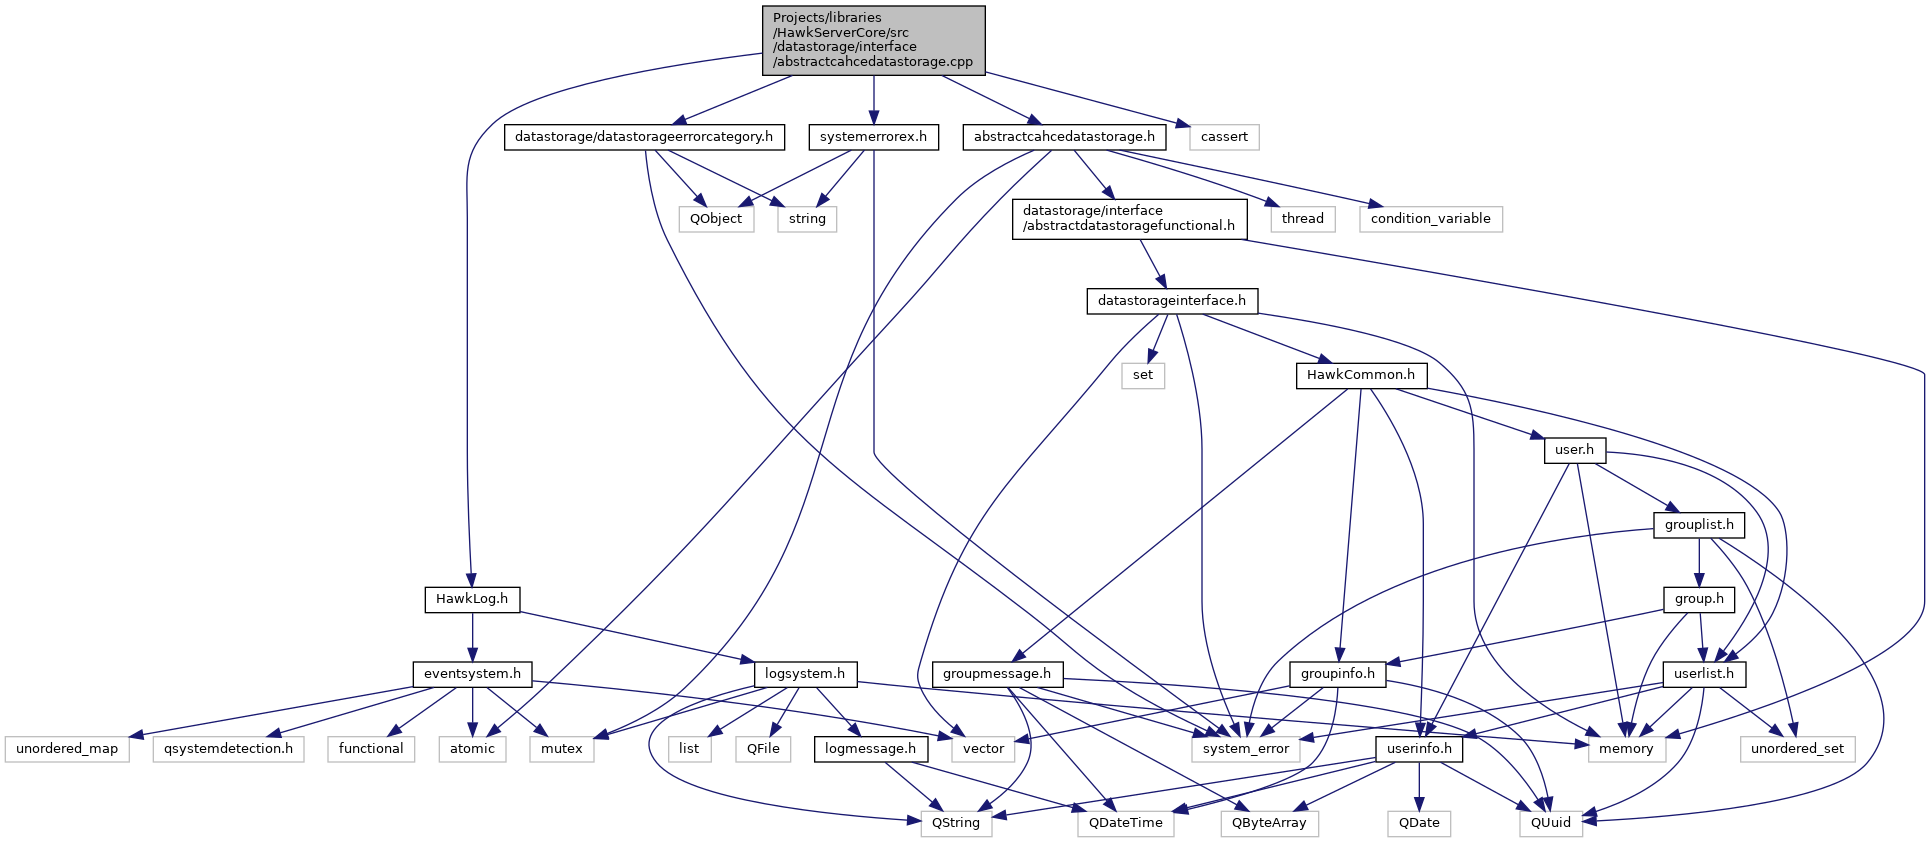 Projects/libraries
/HawkServerCore/src
/datastorage/interface
/abstractcahcedatastorage.cpp
datastorage/datastorageerrorcategory.h
systemerrorex.h
abstractcahcedatastorage.h
cassert
QObject
string
datastorage/interface
/abstractdatastoragefunctional.h
thread
condition_variable
datastorageinterface.h
set
HawkCommon.h
user.h
grouplist.h
HawkLog.h
group.h
eventsystem.h
logsystem.h
groupmessage.h
groupinfo.h
userlist.h
unordered_map
qsystemdetection.h
functional
atomic
mutex
list
QFile
logmessage.h
vector
system_error
userinfo.h
memory
unordered_set
QString
QDateTime
QByteArray
QDate
QUuid